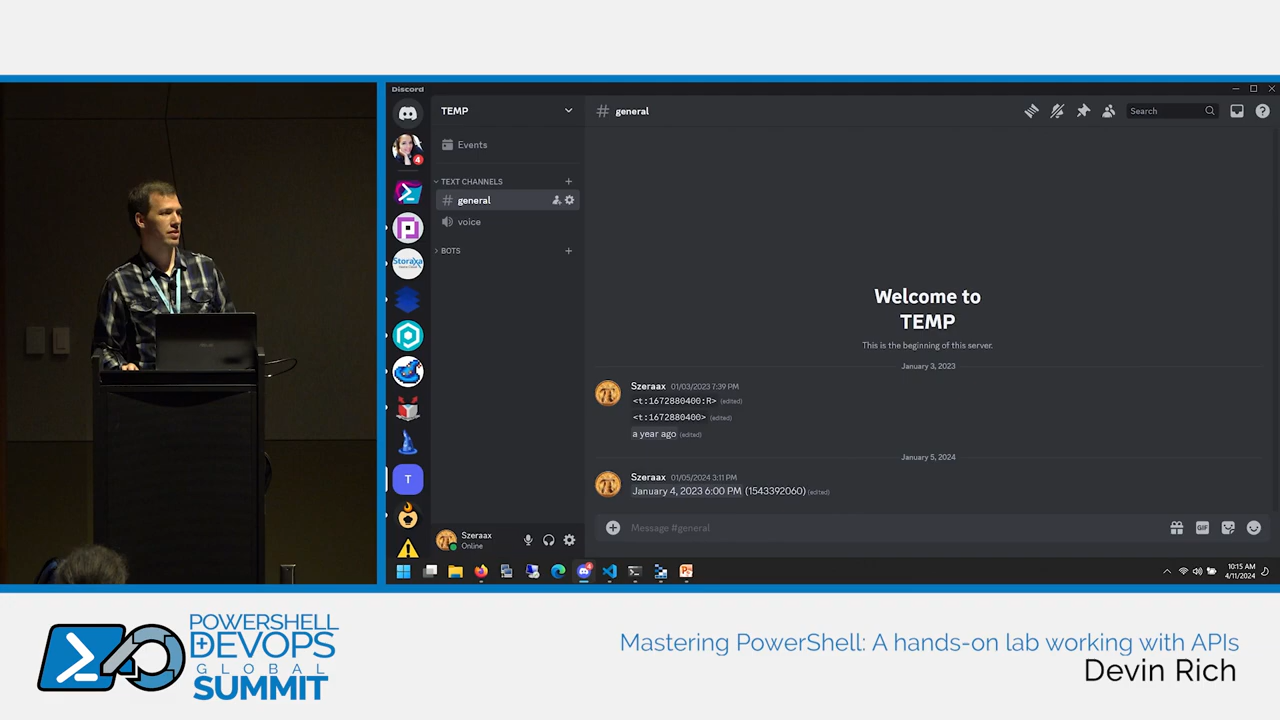 Discord
TEMP
# general
Search
Events
TEXT CHANNELS
# general
voice
BOTS
Storaxa
T
4
Welcome to
TEMP
This is the beginning of this server.
January 3, 2023
Szeraax 01/03/2023 7:39 PM
<t:1672880400:R> (edited)
<t:1672880400> (edited)
a year ago (edited)
January 5, 2024
Szeraax 01/05/2024 3:11 PM
January 4, 2023 6:00 PM (1543392060) (edited)
Szeraax
Online
Message #general
GIF
10:15 AM
4/11/2024
POWERSHELL
+DEVOPS
GLOBAL
SUMMIT
Mastering PowerShell: A hands-on lab working with APIs
Devin Rich